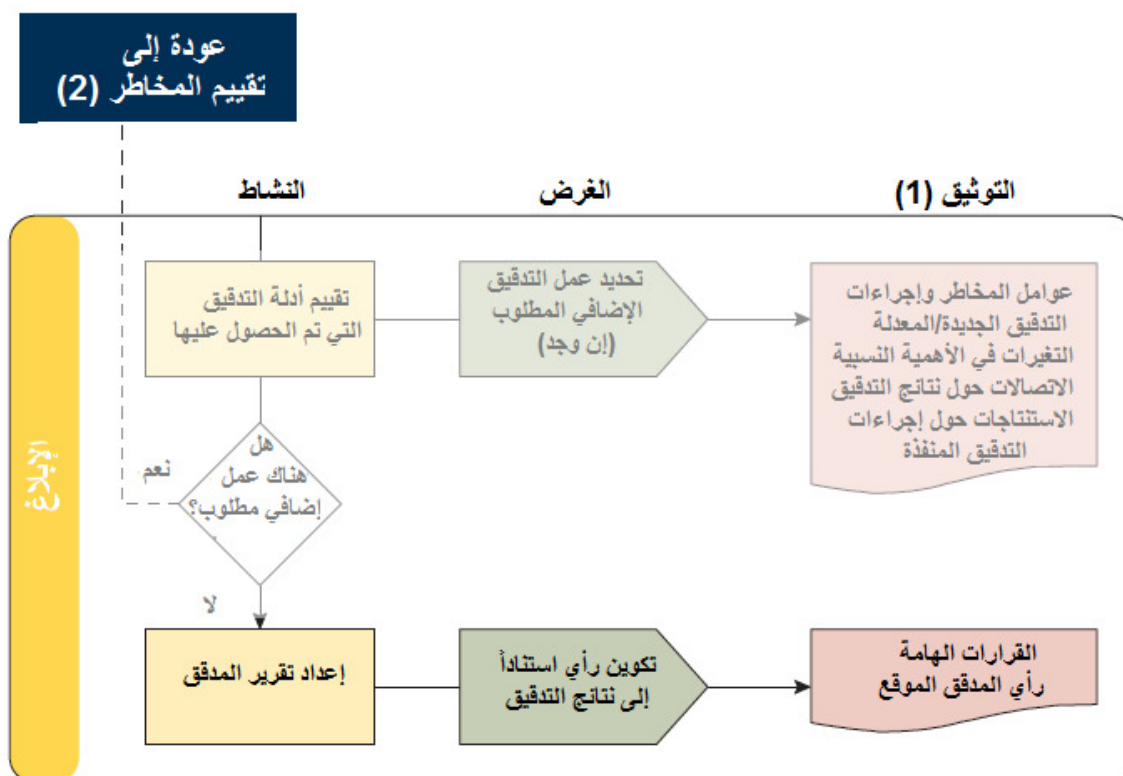 عودة إلى
تقييم المخاطر (2)
النشاط
الغرض
التوثيق (1)
الإبلاغ
تقييم أدلة التدقيق
التي تم الحصول عليها
تحديد عمل التدقيق
الإضافي المطلوب
(إن وجد)
عوامل المخاطر وإجراءات
التدقيق الجديدة/المعدلة
التغيرات في الأهمية النسبية
الاتصالات حول نتائج التدقيق
الاستنتاجات حول إجراءات
التدقيق المنفذة
هل
هناك عمل
إضافي مطلوب؟
نعم
لا
إعداد تقرير المدقق
تكوين رأي استناداً
إلى نتائج التدقيق
القرارات الهامة
رأي المدقق الموقع